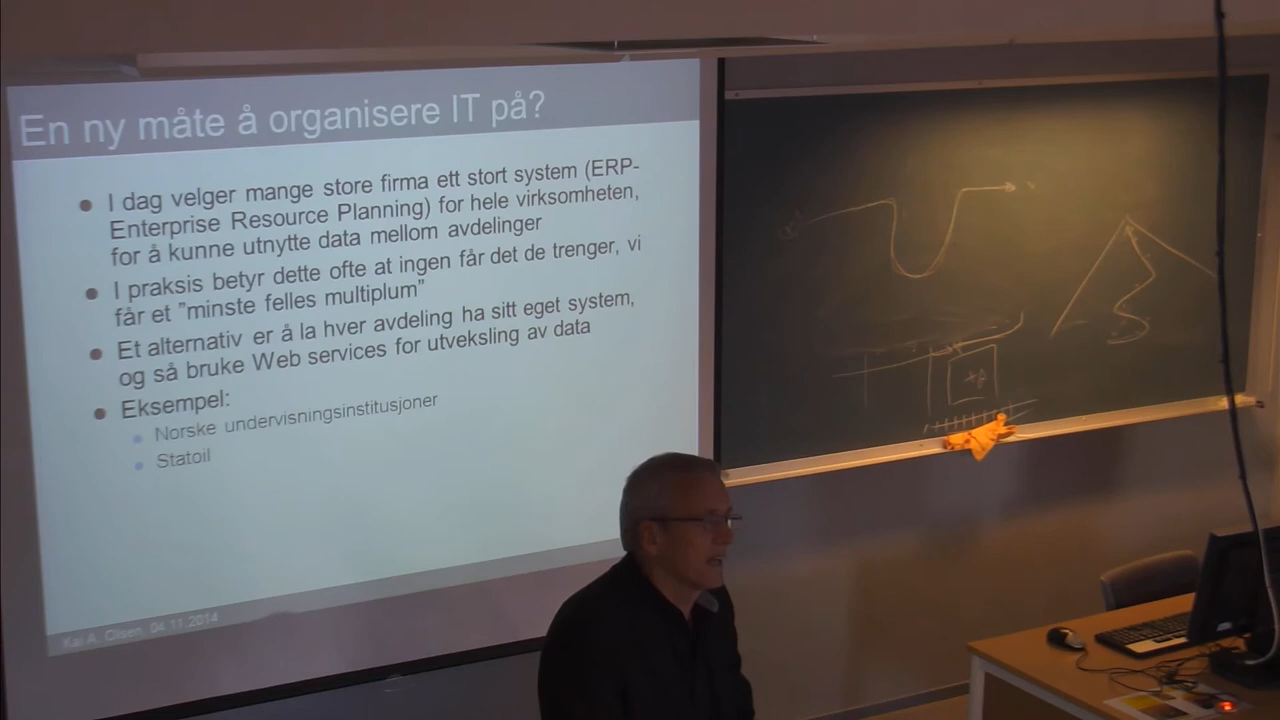 En ny måte å organisere IT på?
I dag velger mange store firma ett stort system (ERP-
Enterprise Resource Planning) for hele virksomheten,
for å kunne utnytte data mellom avdelinger
I praksis betyr dette ofte at ingen får det de trenger, vi
får et "minste felles multiplum"
Et alternativ er å la hver avdeling ha sitt eget system,
og så bruke Web services for utveksling av data
Eksempel:
Norske undervisningsinstitusjoner
Statoil
Kai A. Olsen, 04.11.2014